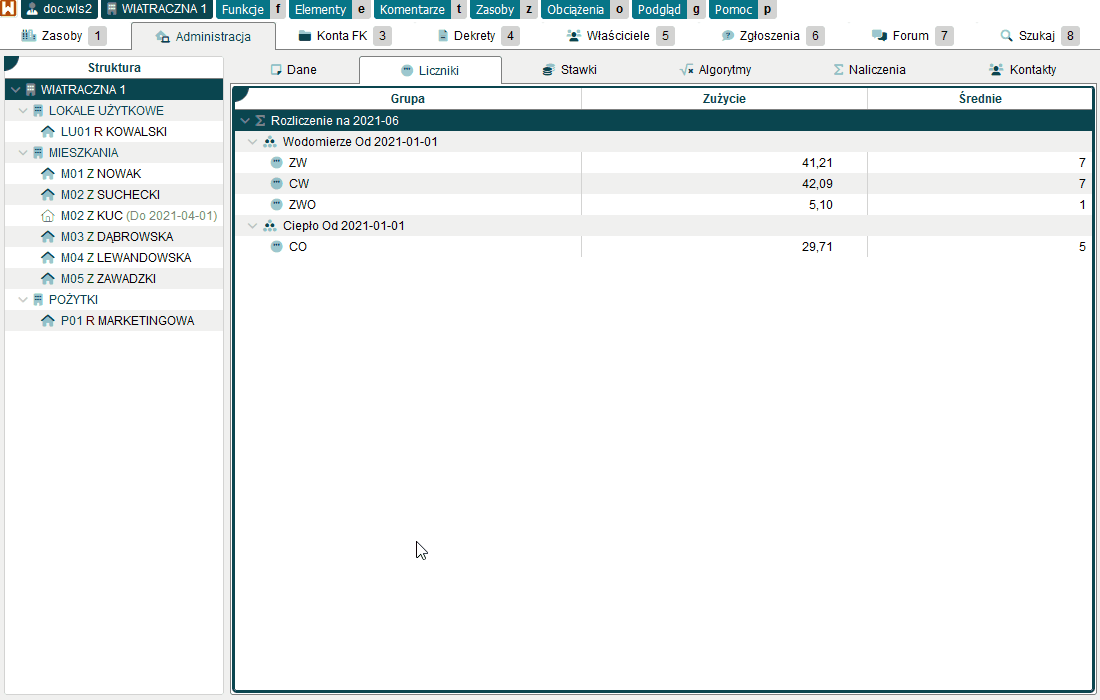 W doc.wls2 WIATRACZNA 1 Funkcje f Elementy e Komentarze t Zasoby z Obciążenia o Podgląd g Pomoc p
Zasoby 1 Administracja Konta FK 3 Dekrety 4 Właściciele 5 Zgłoszenia 6 Forum 7 Szukaj 8
Struktura
WIATRACZNA 1
LOKALE UŻYTKOWE
LU01 R KOWALSKI
MIESZKANIA
M01 Z NOWAK
M02 Z SUCHECKI
M02 Z KUC (Do 2021-04-01)
M03 Z DĄBROWSKA
M04 Z LEWANDOWSKA
M05 Z ZAWADZKI
POŻYTKI
P01 R MARKETINGOWA
Dane Liczniki Stawki Algorytmy Naliczenia Kontakty
Grupa Zużycie Średnie
Rozliczenie na 2021-06
Wodomierze Od 2021-01-01
ZW 41,21 7
CW 42,09 7
ZWO 5,10 1
Ciepło Od 2021-01-01
CO 29,71 5